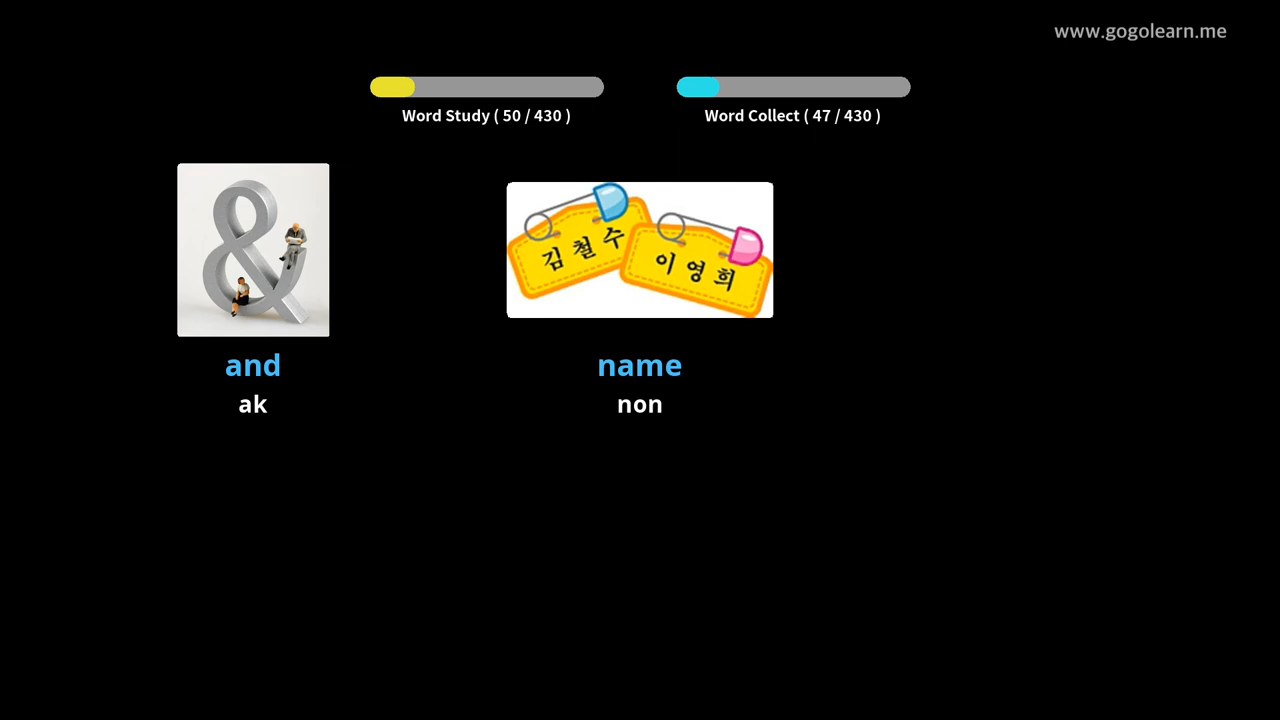 www.gogolearn.me
Word Study ( 50 / 430 )
Word Collect ( 47 / 430 )
&
김철수
이영희
and
name
ak
non